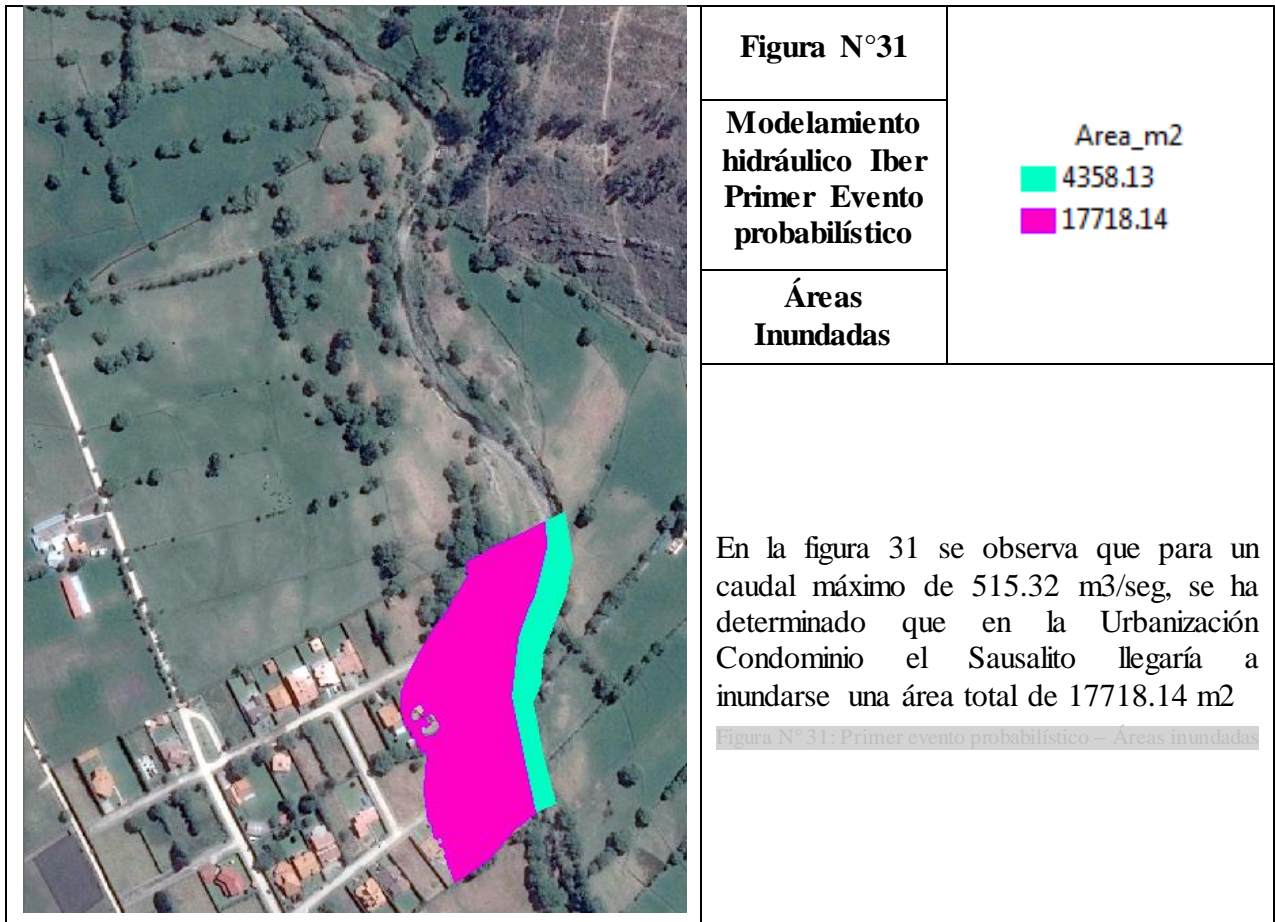 Figura N°31
Modelamiento
hidráulico Iber
Primer Evento
probabilístico
Áreas
Inundadas
Area_m2
4358.13
17718.14
En la figura 31 se observa que para un
caudal máximo de 515.32 m3/seg, se ha
determinado que en la Urbanización
Condominio el Sausalito llegaría a
inundarse una área total de 17718.14 m2
Figura N° 31: Primer evento probabilístico – Áreas inundadas